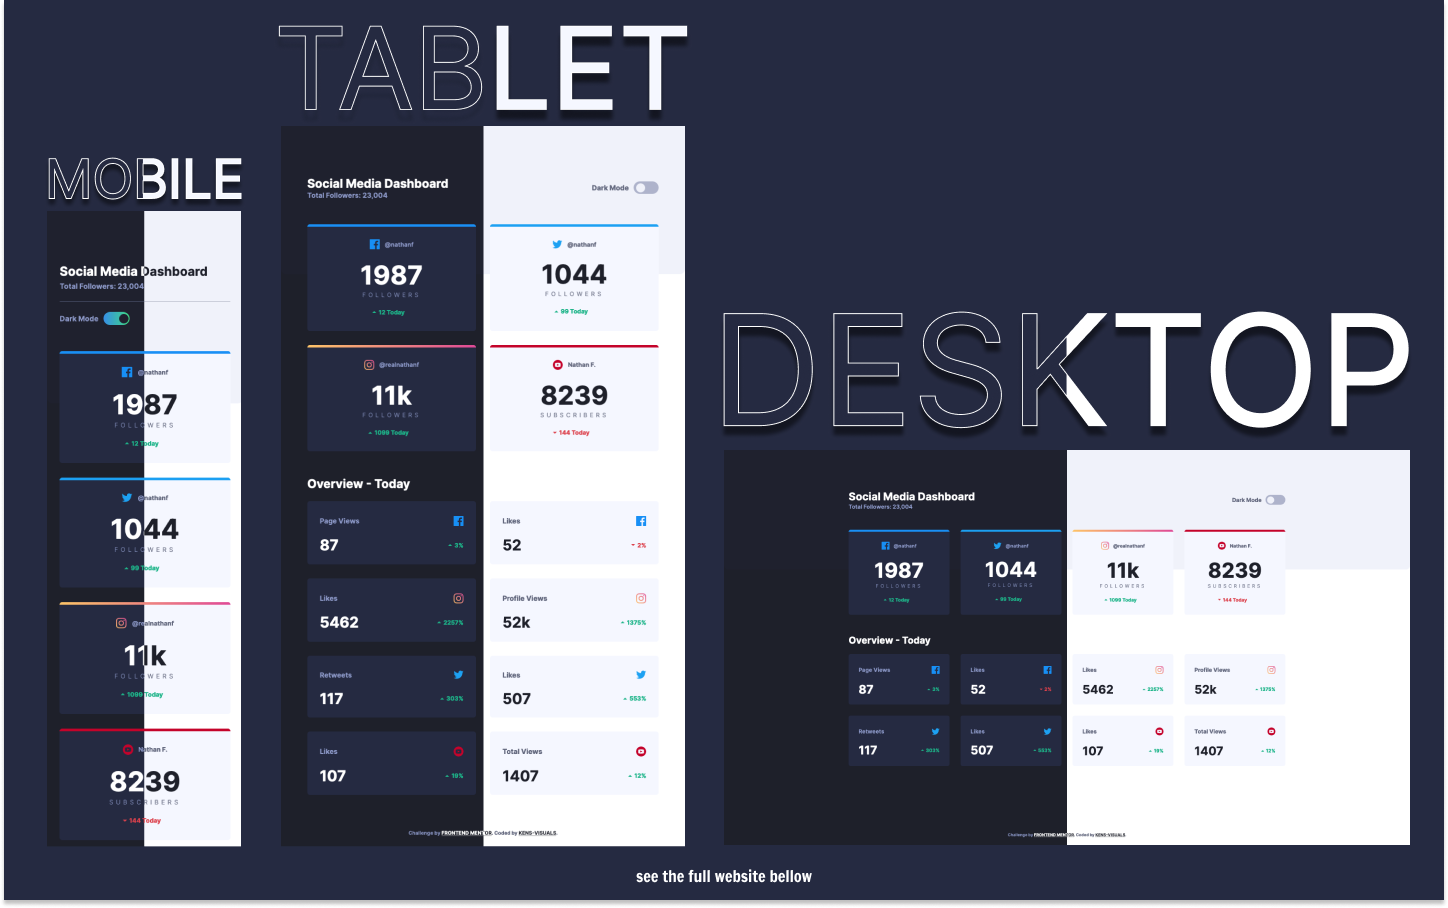 TABLET
MOBILE
DESKTOP
Social Media Dashboard
Total Followers: 23,004
Dark Mode
@nathanf
1987
FOLLOWERS
12 Today
@nathanf
1044
FOLLOWERS
99 Today
@realnathanf
11k
FOLLOWERS
1099 Today
Nathan F.
8239
SUBSCRIBERS
144 Today
Social Media Dashboard
Total Followers: 23,004
Dark Mode
@nathanf
1987
FOLLOWERS
12 Today
@nathanf
1044
FOLLOWERS
99 Today
@realnathanf
11k
FOLLOWERS
1099 Today
Nathan F.
8239
SUBSCRIBERS
144 Today
Overview - Today
Page Views
87
3%
Likes
52
2%
Likes
5462
2257%
Profile Views
52k
1375%
Retweets
117
303%
Likes
507
553%
Likes
107
19%
Total Views
1407
12%
Challenge by FRONTEND MENTOR. Coded by KENS-VISUALS.
Social Media Dashboard
Total Followers: 23,004
Dark Mode
@nathanf
1987
FOLLOWERS
12 Today
@nathanf
1044
FOLLOWERS
99 Today
@realnathanf
11k
FOLLOWERS
1099 Today
Nathan F.
8239
SUBSCRIBERS
144 Today
Overview - Today
Page Views
87
3%
Likes
52
2%
Likes
5462
2257%
Profile Views
52k
1375%
Retweets
117
303%
Likes
507
553%
Likes
107
19%
Total Views
1407
12%
Challenge by FRONTEND MENTOR. Coded by KENS-VISUALS.
see the full website bellow